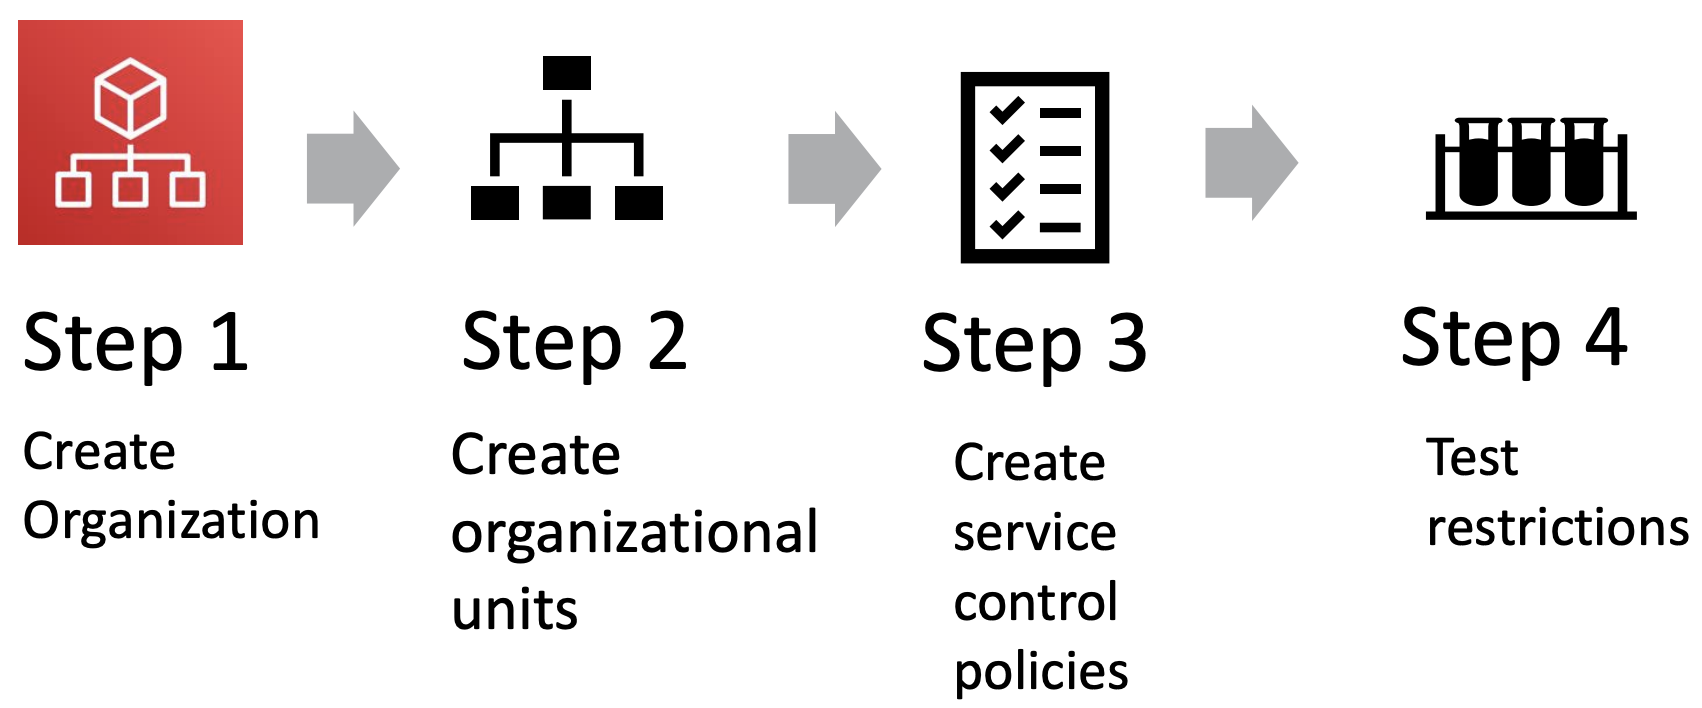 Step 1
Create
Organization
Step 2
Create
organizational
units
Step 3
Create
service
control
policies
Step 4
Test
restrictions